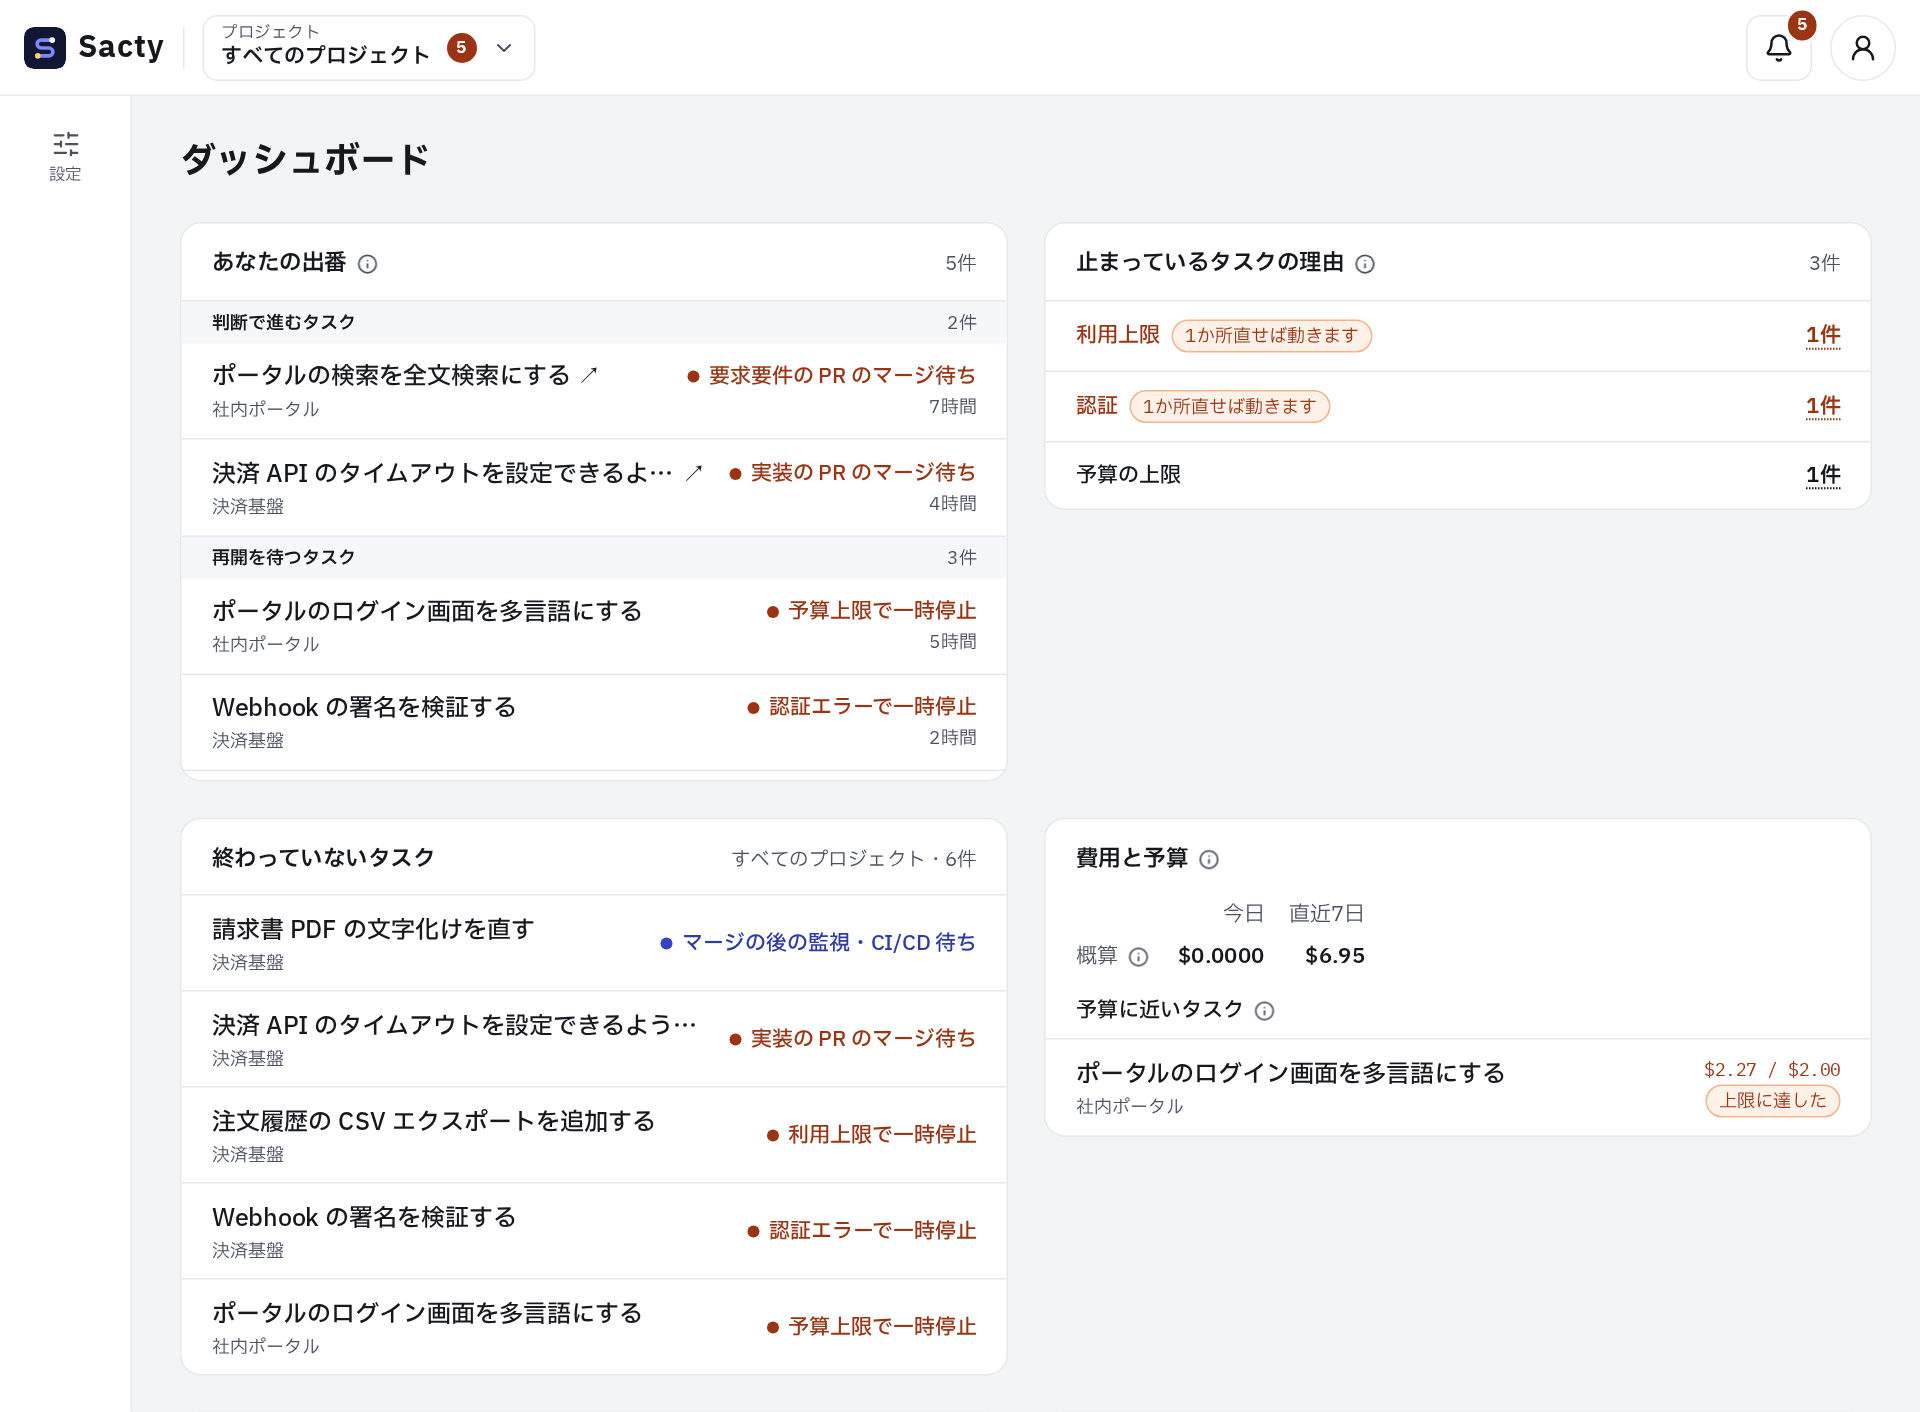 Sacty
プロジェクト
すべてのプロジェクト 5
5
設定
ダッシュボード
あなたの出番 5件
判断で進むタスク 2件
ポータルの検索を全文検索にする ↗ 要求要件の PR のマージ待ち
社内ポータル 7時間
決済 API のタイムアウトを設定できるよ… ↗ 実装の PR のマージ待ち
決済基盤 4時間
再開を待つタスク 3件
ポータルのログイン画面を多言語にする 予算上限で一時停止
社内ポータル 5時間
Webhook の署名を検証する 認証エラーで一時停止
決済基盤 2時間
止まっているタスクの理由 3件
利用上限 1か所直せば動きます 1件
認証 1か所直せば動きます 1件
予算の上限 1件
終わっていないタスク すべてのプロジェクト・6件
請求書 PDF の文字化けを直す マージの後の監視・CI/CD 待ち
決済基盤
決済 API のタイムアウトを設定できるよう… 実装の PR のマージ待ち
決済基盤
注文履歴の CSV エクスポートを追加する 利用上限で一時停止
決済基盤
Webhook の署名を検証する 認証エラーで一時停止
決済基盤
ポータルのログイン画面を多言語にする 予算上限で一時停止
社内ポータル
費用と予算
今日 直近7日
概算 $0.0000 $6.95
予算に近いタスク
ポータルのログイン画面を多言語にする $2.27 / $2.00
社内ポータル 上限に達した